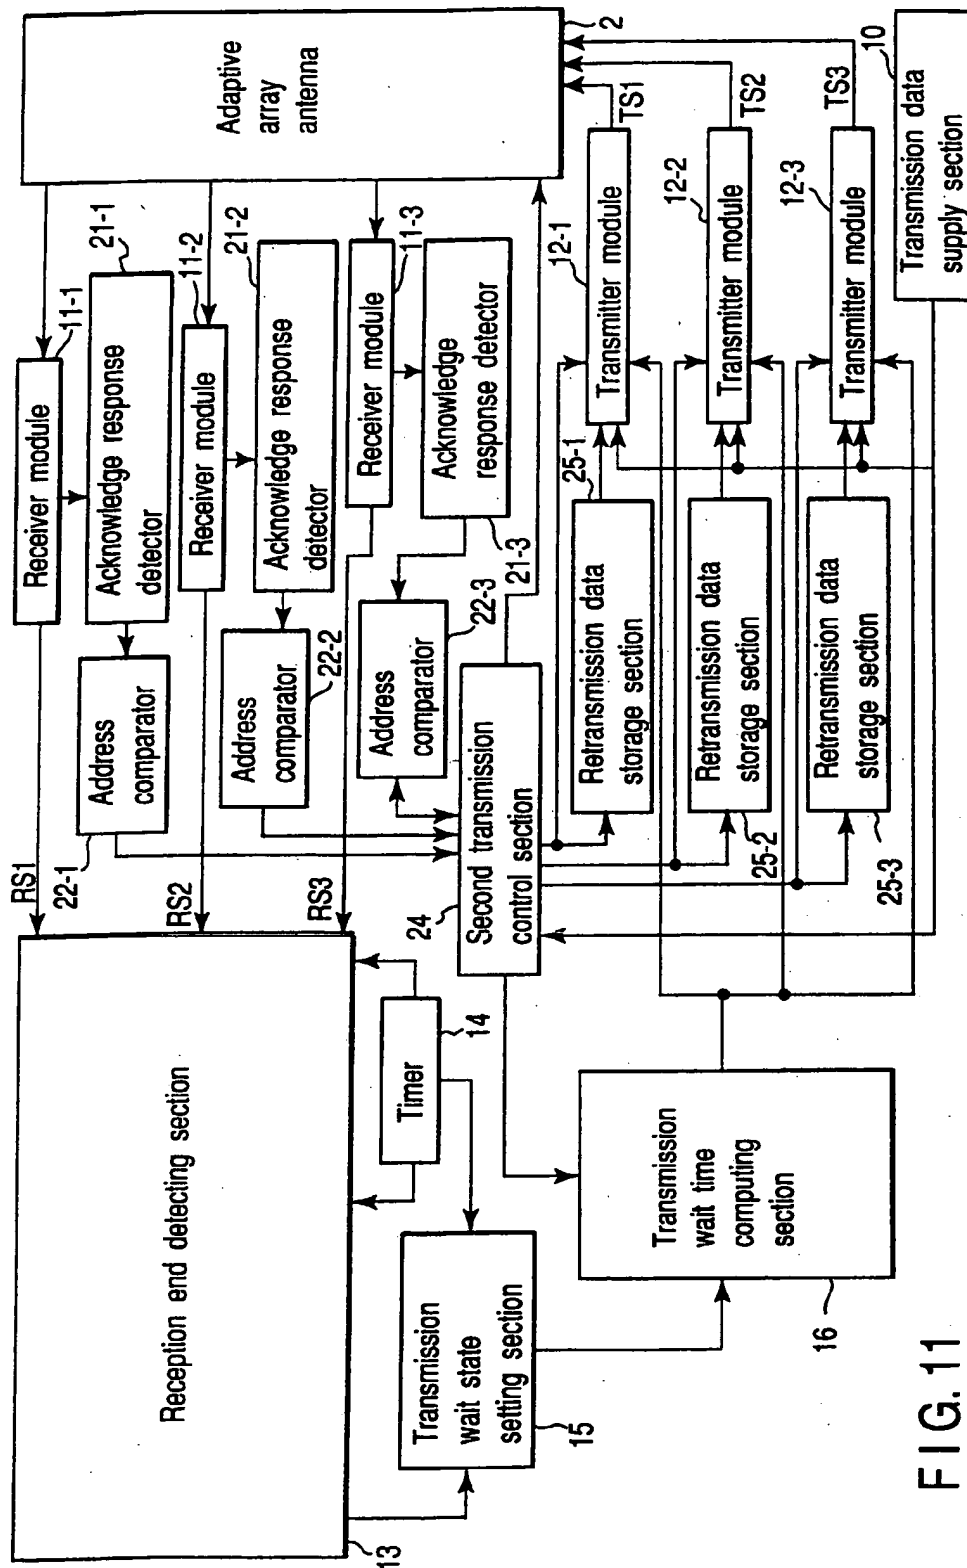 Adaptive
array
antenna
2
Receiver module
11-1
Acknowledge response
detector
21-1
Receiver module
11-2
Acknowledge response
detector
21-2
Receiver module
11-3
Acknowledge
response detector
21-3
Address
comparator
22-1
Address
comparator
22-2
Address
comparator
22-3
RS1
RS2
RS3
Reception end detecting section
13
Timer
14
Transmission
wait state
setting section
15
Transmission
wait time
computing
section
16
Second transmission
control section
24
Retransmission data
storage section
25-1
Retransmission data
storage section
25-2
Retransmission data
storage section
25-3
Transmitter module
12-1
Transmitter module
12-2
Transmitter module
12-3
TS1
TS2
TS3
Transmission data
supply section
10
FIG. 11